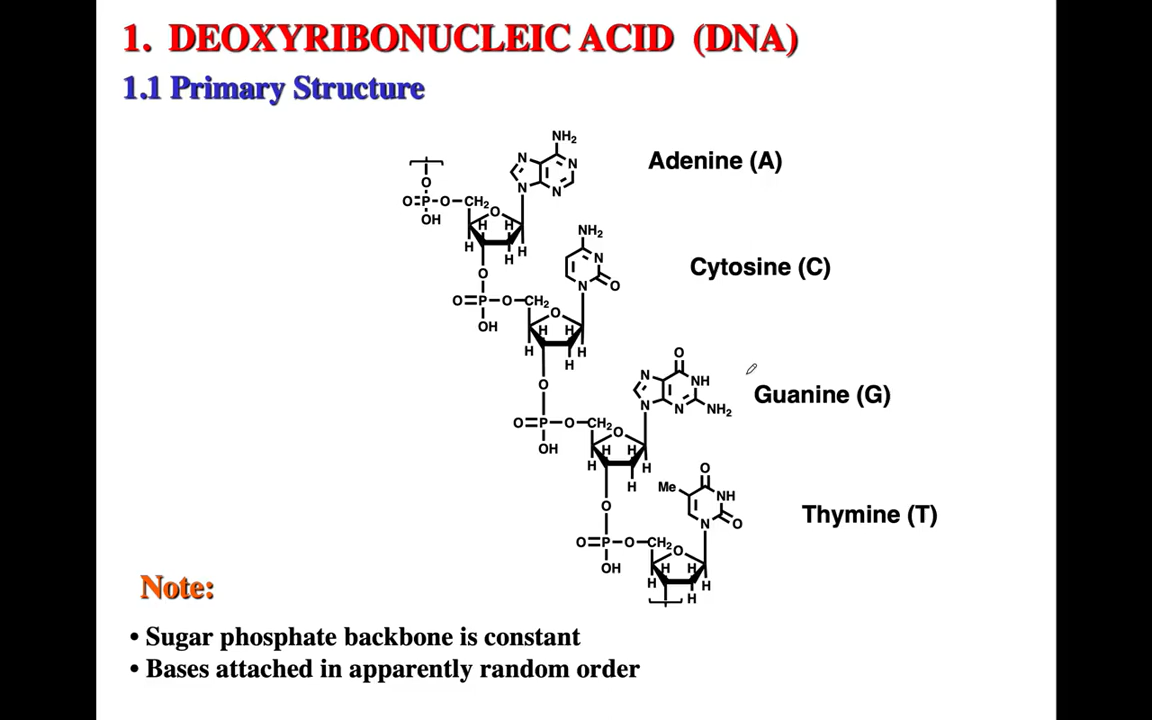 1. DEOXYRIBONUCLEIC ACID (DNA)
1.1 Primary Structure
NH2
Adenine (A)
N
N
N
N
O
O=P-O-CH2
OH
O
H H
H
H
H
NH2
Cytosine (C)
N
N
O
O
O=P-O-CH2
OH
O
H H
H
H
H
O
NH
Guanine (G)
N
N
N
NH2
O
O=P-O-CH2
OH
O
H H
H
H
H
O
Me
NH
Thymine (T)
N
O
O
O=P-O-CH2
OH
O
H H
H
H
H
Note:
• Sugar phosphate backbone is constant
• Bases attached in apparently random order